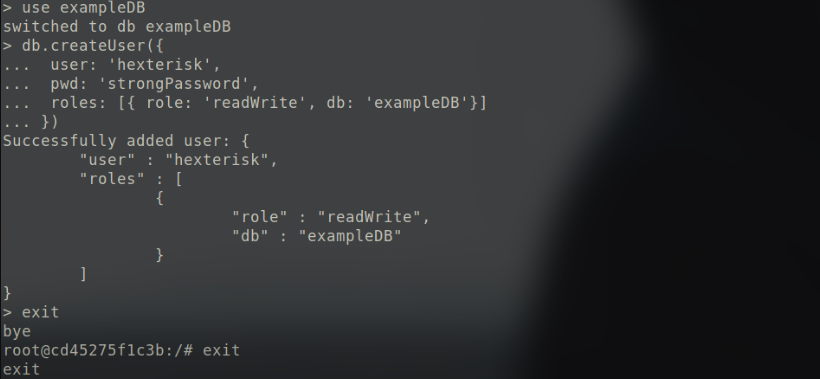 > use exampleDB
switched to db exampleDB
> db.createUser({
...  user: 'hexterisk',
...  pwd: 'strongPassword',
...  roles: [{ role: 'readWrite', db: 'exampleDB'}]
... })
Successfully added user: {
        "user" : "hexterisk",
        "roles" : [
                {
                        "role" : "readWrite",
                        "db" : "exampleDB"
                }
        ]
}
> exit
bye
root@cd45275f1c3b:/# exit
exit